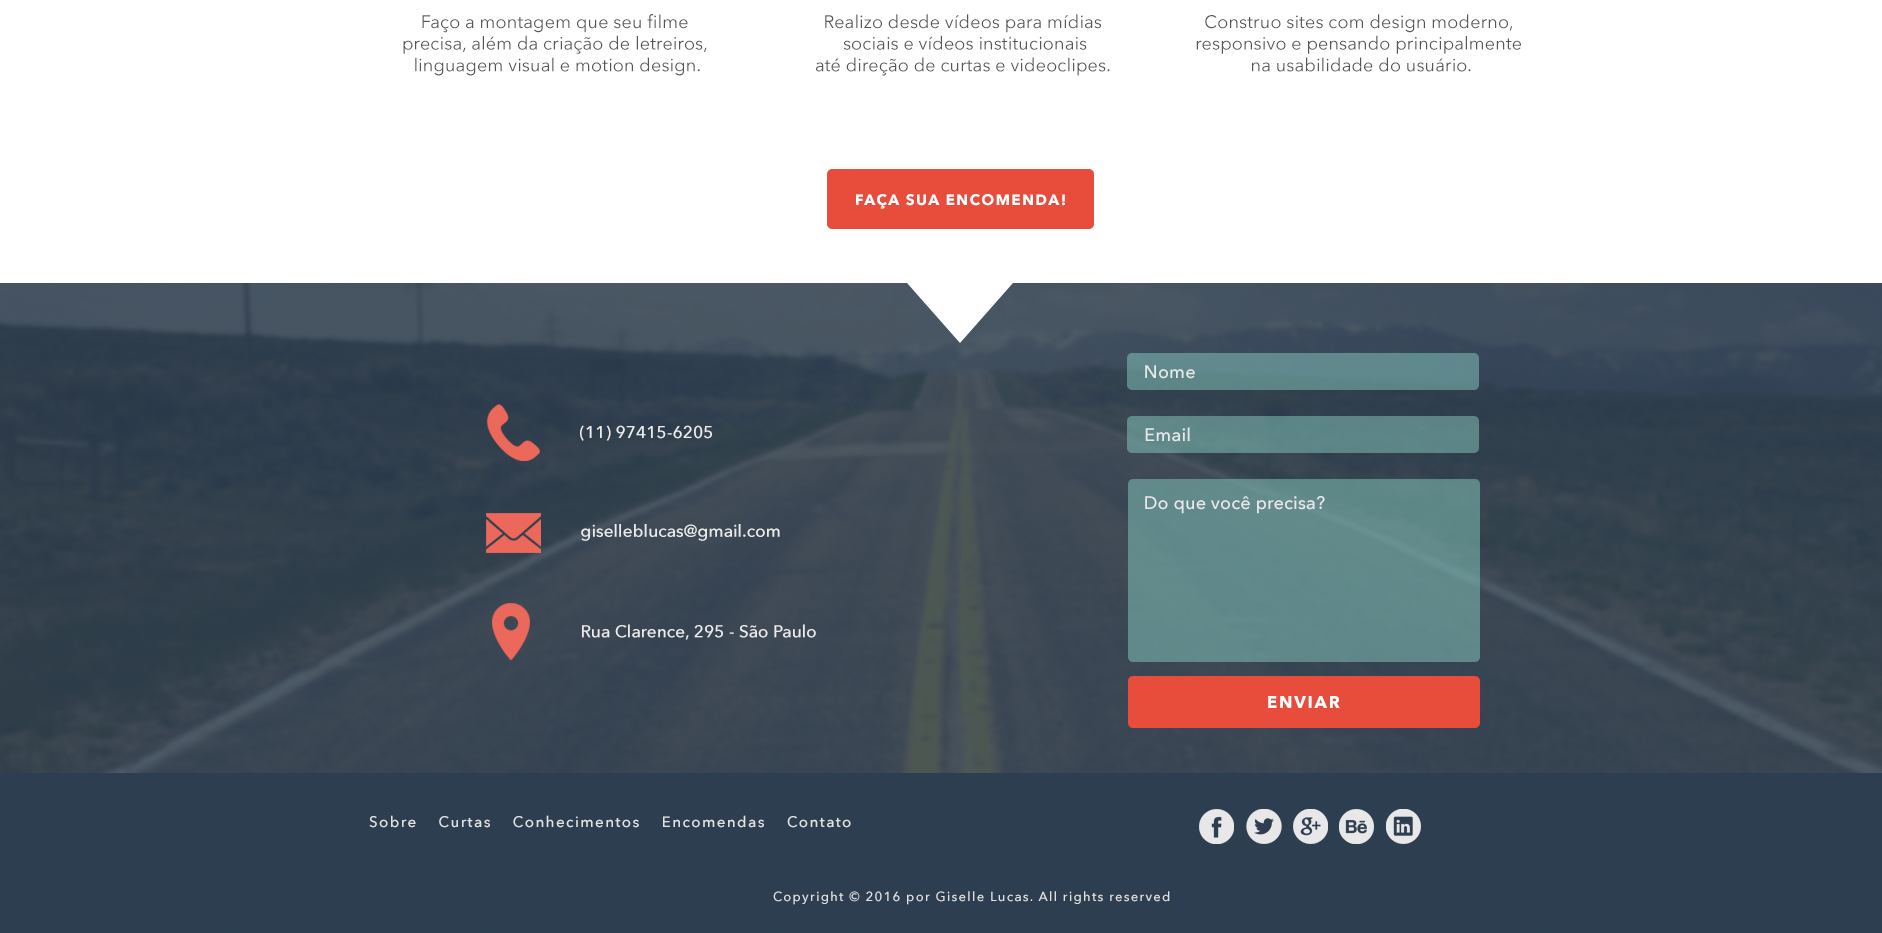 Faço a montagem que seu filme
precisa, além da criação de letreiros,
linguagem visual e motion design.
Realizo desde vídeos para mídias
sociais e vídeos institucionais
até direção de curtas e videoclipes.
Construo sites com design moderno,
responsivo e pensando principalmente
na usabilidade do usuário.
FAÇA SUA ENCOMENDA!
(11) 97415-6205
giselleblucas@gmail.com
Rua Clarence, 295 - São Paulo
Nome
Email
Do que você precisa?
ENVIAR
Sobre Curtas Conhecimentos Encomendas Contato
f g+ Bē in
Copyright © 2016 por Giselle Lucas. All rights reserved